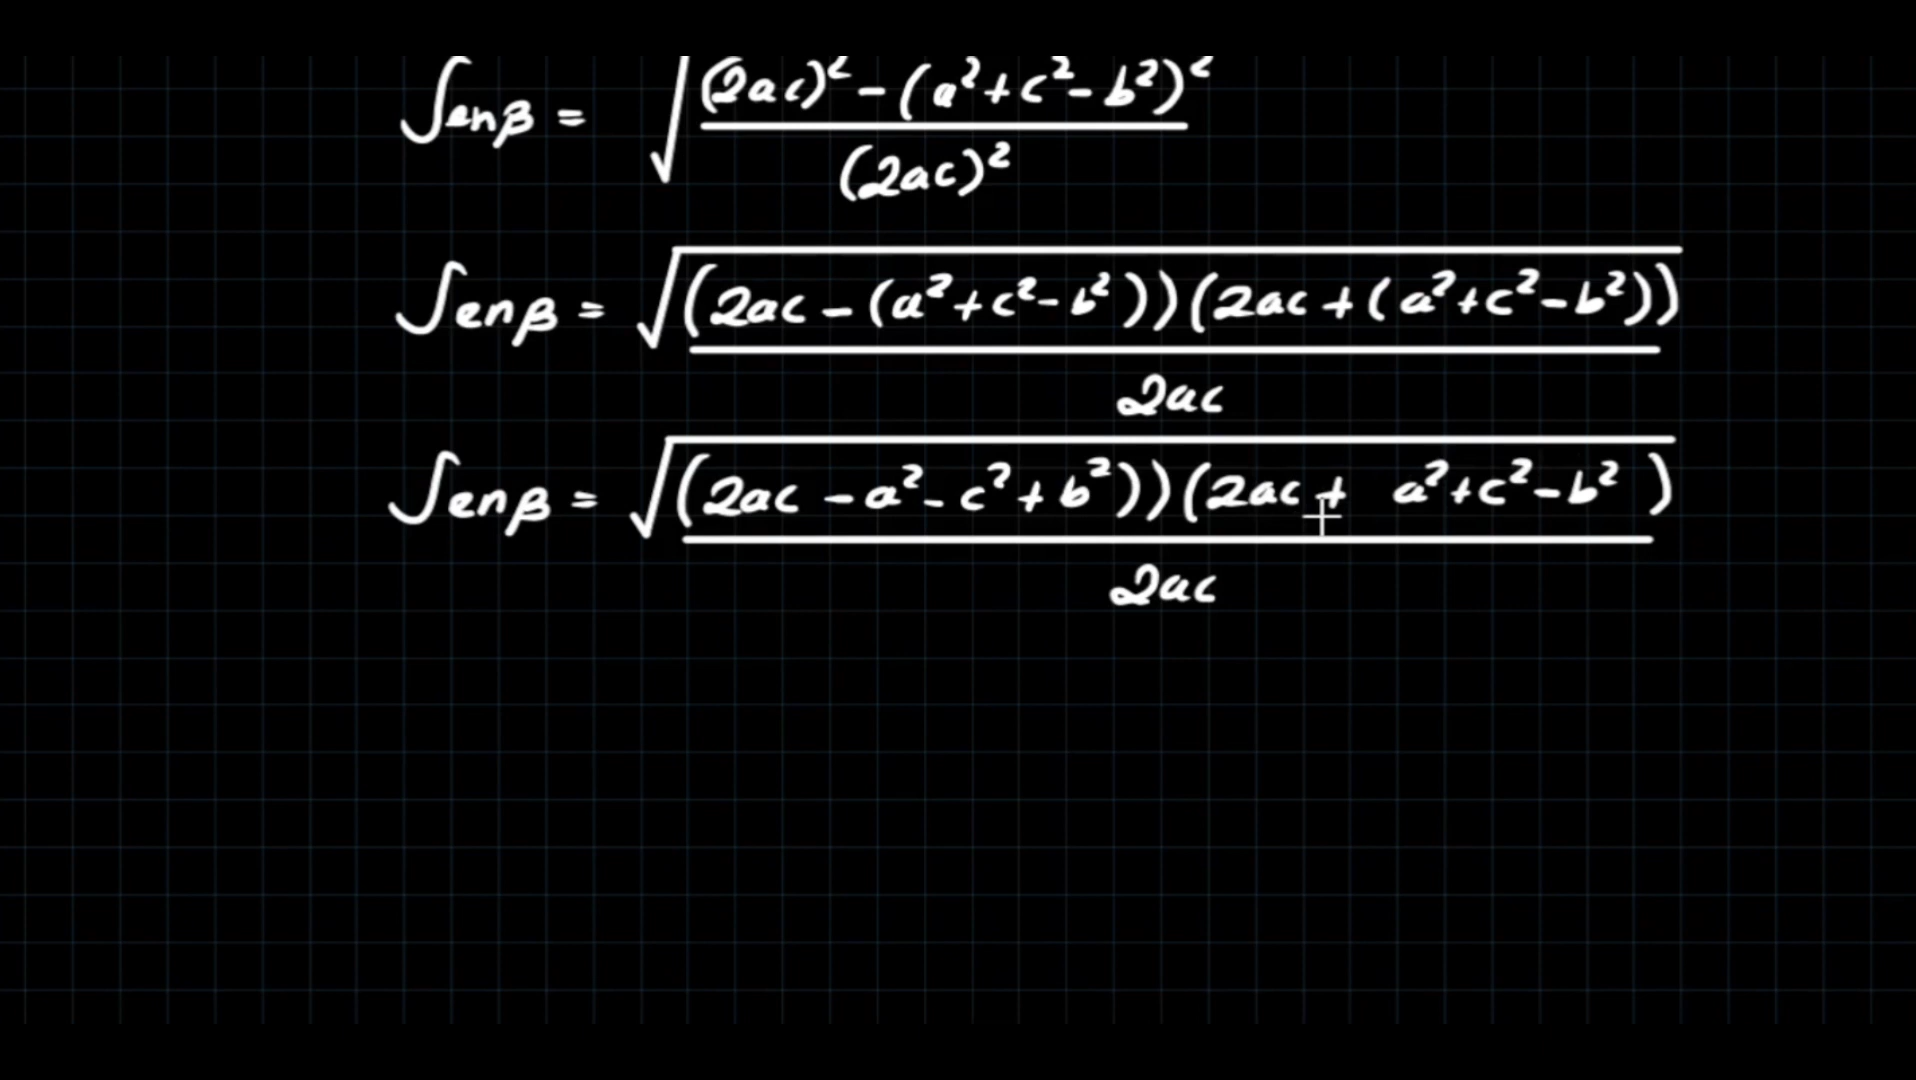 Senβ = √((2ac)² - (a² + c² - b²)² / (2ac)²)
Senβ = √((2ac - (a² + c² - b²))(2ac + (a² + c² - b²))) / 2ac
Senβ = √((2ac - a² - c² + b²))(2ac + a² + c² - b²) / 2ac